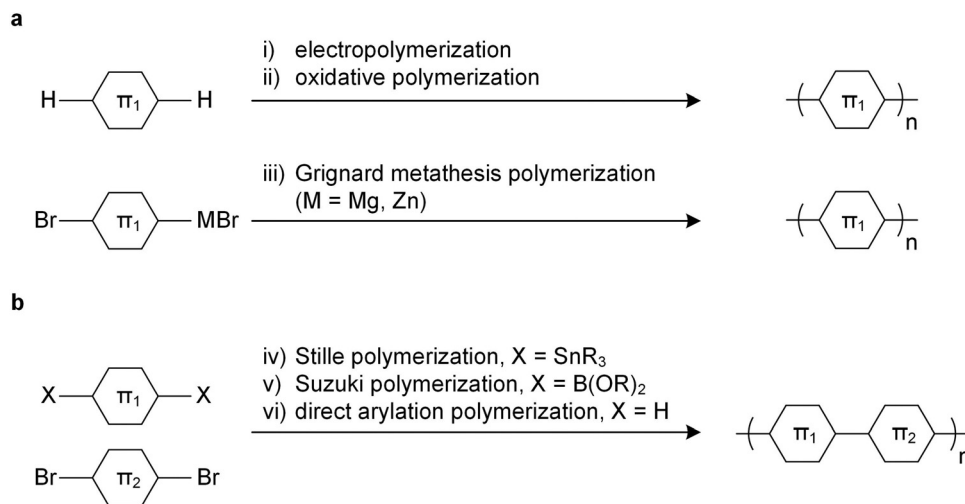 a
i) electropolymerization
ii) oxidative polymerization
H π₁ H
( π₁ )n
iii) Grignard metathesis polymerization
(M = Mg, Zn)
Br π₁ MBr
( π₁ )n
b
iv) Stille polymerization, X = SnR₃
v) Suzuki polymerization, X = B(OR)₂
vi) direct arylation polymerization, X = H
X π₁ X
Br π₂ Br
( π₁ π₂ )n